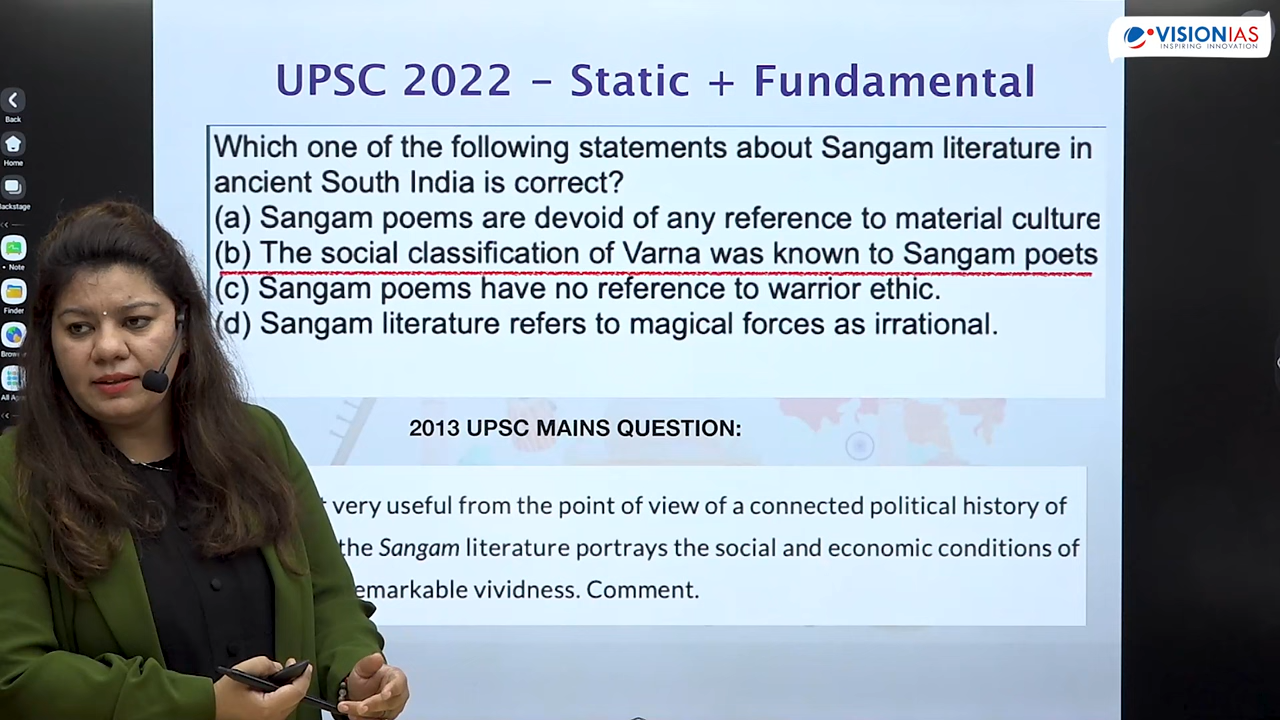 VISIONIAS
INSPIRING INNOVATION
UPSC 2022 – Static + Fundamental
Which one of the following statements about Sangam literature in
ancient South India is correct?
(a) Sangam poems are devoid of any reference to material culture
(b) The social classification of Varna was known to Sangam poets
(c) Sangam poems have no reference to warrior ethic.
(d) Sangam literature refers to magical forces as irrational.
2013 UPSC MAINS QUESTION:
very useful from the point of view of a connected political history of
the Sangam literature portrays the social and economic conditions of
emarkable vividness. Comment.
Back
Home
ackstage
Note
Finder
Brow
All A